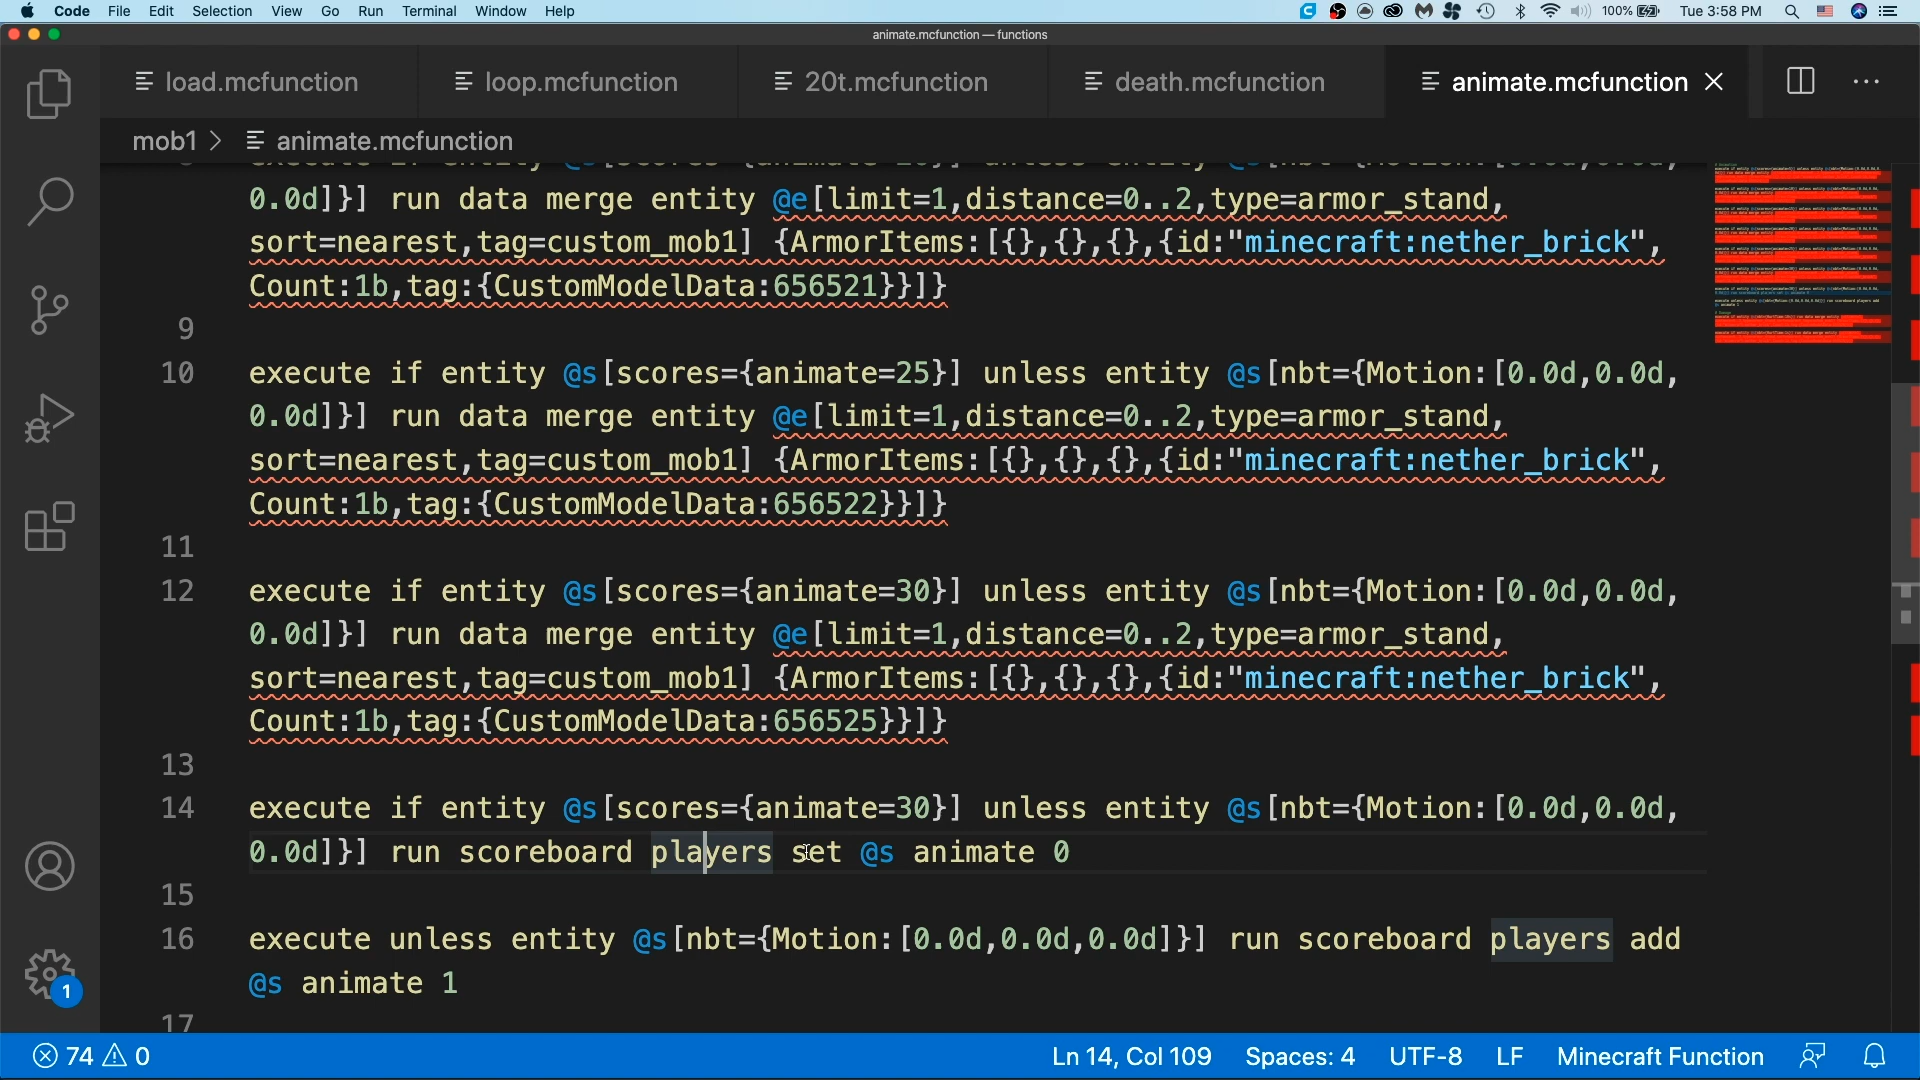 Code File Edit Selection View Go Run Terminal Window Help 100% Tue 3:58 PM
animate.mcfunction — functions
load.mcfunction loop.mcfunction 20t.mcfunction death.mcfunction animate.mcfunction
mob1 > animate.mcfunction
0.0d]}] run data merge entity @e[limit=1,distance=0..2,type=armor_stand,
sort=nearest,tag=custom_mob1] {ArmorItems:[{},{},{},{id:"minecraft:nether_brick",
Count:1b,tag:{CustomModelData:656521}}]}
9
10 execute if entity @s[scores={animate=25}] unless entity @s[nbt={Motion:[0.0d,0.0d,
0.0d]}] run data merge entity @e[limit=1,distance=0..2,type=armor_stand,
sort=nearest,tag=custom_mob1] {ArmorItems:[{},{},{},{id:"minecraft:nether_brick",
Count:1b,tag:{CustomModelData:656522}}]}
11
12 execute if entity @s[scores={animate=30}] unless entity @s[nbt={Motion:[0.0d,0.0d,
0.0d]}] run data merge entity @e[limit=1,distance=0..2,type=armor_stand,
sort=nearest,tag=custom_mob1] {ArmorItems:[{},{},{},{id:"minecraft:nether_brick",
Count:1b,tag:{CustomModelData:656525}}]}
13
14 execute if entity @s[scores={animate=30}] unless entity @s[nbt={Motion:[0.0d,0.0d,
0.0d]}] run scoreboard players set @s animate 0
15
16 execute unless entity @s[nbt={Motion:[0.0d,0.0d,0.0d]}] run scoreboard players add
@s animate 1
17
1
74 0 Ln 14, Col 109 Spaces: 4 UTF-8 LF Minecraft Function